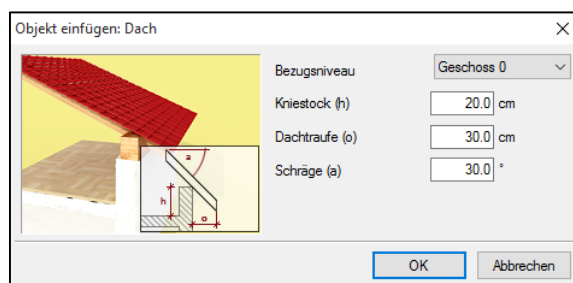 Objekt einfügen: Dach
Bezugsniveau Geschoss 0
Kniestock (h) 20.0 cm
Dachtraufe (o) 30.0 cm
Schräge (a) 30.0 °
a
h
o
OK Abbrechen